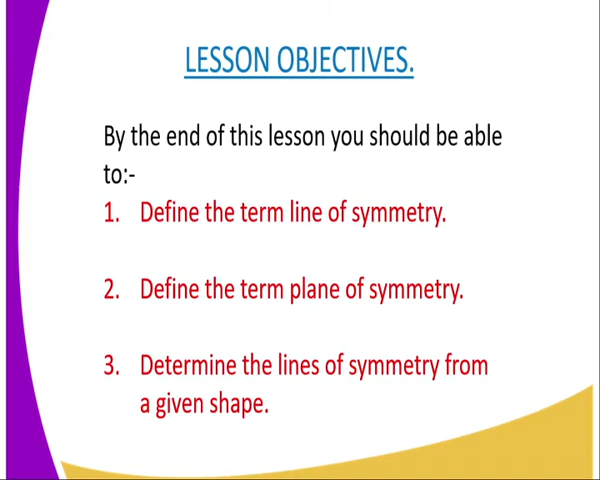 LESSON OBJECTIVES.
By the end of this lesson you should be able
to:-
1. Define the term line of symmetry.
2. Define the term plane of symmetry.
3. Determine the lines of symmetry from
a given shape.